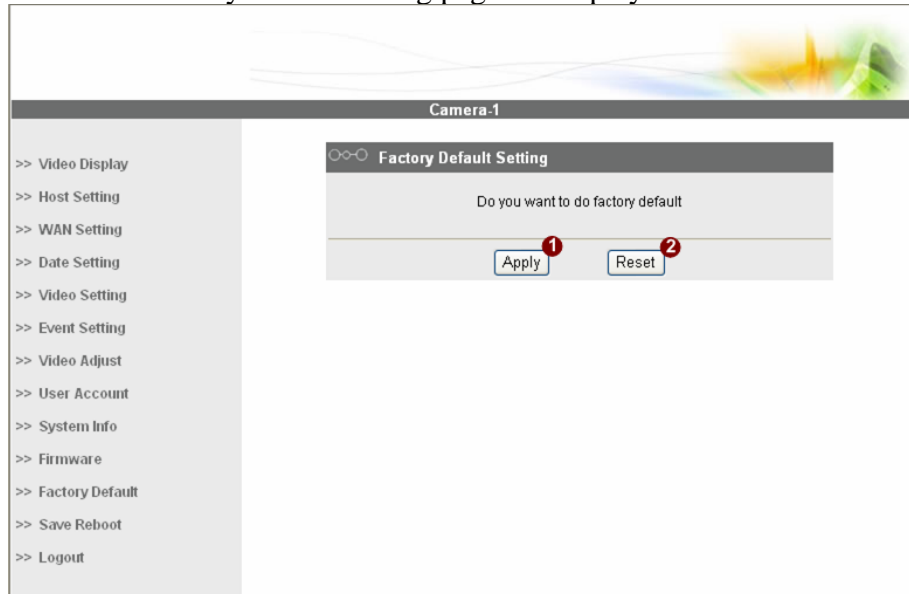 Camera-1
>> Video Display
>> Host Setting
>> WAN Setting
>> Date Setting
>> Video Setting
>> Event Setting
>> Video Adjust
>> User Account
>> System Info
>> Firmware
>> Factory Default
>> Save Reboot
>> Logout
Factory Default Setting
Do you want to do factory default
1 2
Apply Reset